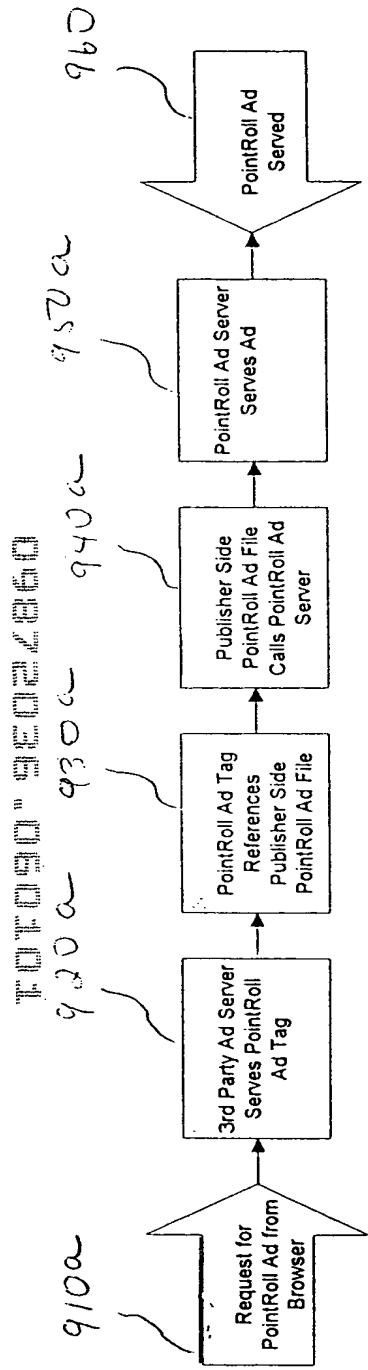 910a
Request for
PointRoll Ad from
Browser
920a
3rd Party Ad Server
Serves PointRoll
Ad Tag
930a
PointRoll Ad Tag
References
Publisher Side
PointRoll Ad File
940a
Publisher Side
PointRoll Ad File
Calls PointRoll Ad
Server
950a
PointRoll Ad Server
Serves Ad
960
PointRoll Ad
Served